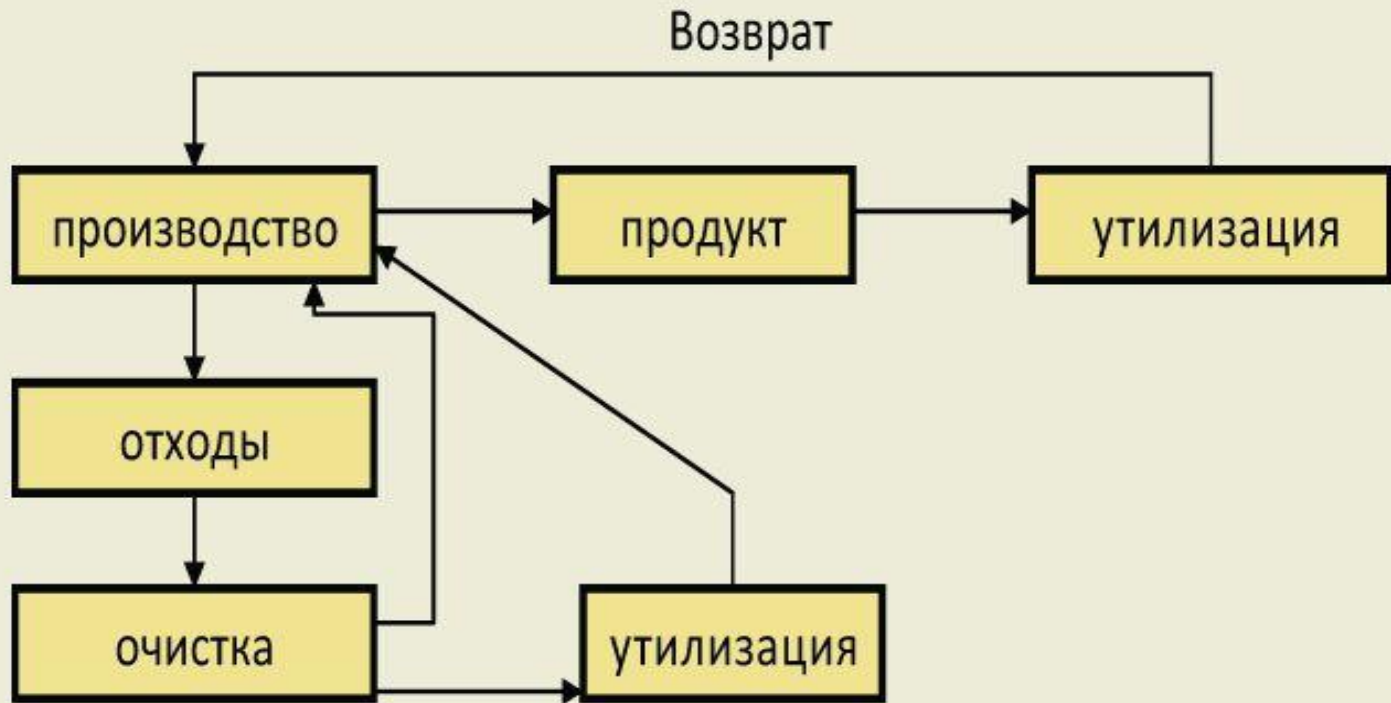 Возврат
производство
продукт
утилизация
отходы
очистка
утилизация